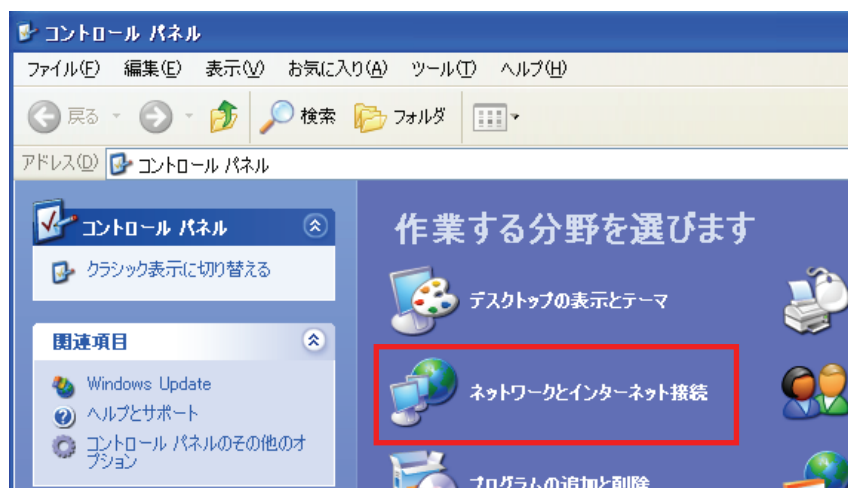 コントロール パネル
ファイル(F) 編集(E) 表示(V) お気に入り(A) ツール(T) ヘルプ(H)
戻る 検索 フォルダ
アドレス(D) コントロール パネル
コントロール パネル
クラシック表示に切り替える
関連項目
Windows Update
ヘルプとサポート
コントロール パネルのその他のオ
プション
作業する分野を選びます
デスクトップの表示とテーマ
ネットワークとインターネット接続
プログラムの追加と削除